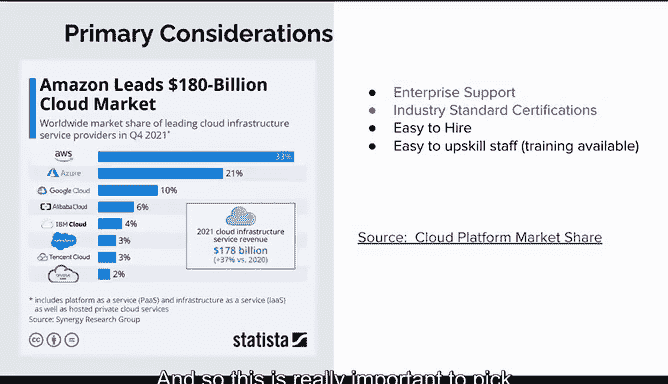 Primary Considerations
Amazon Leads $180-Billion
Cloud Market
Worldwide market share of leading cloud infrastructure
service providers in Q4 2021*
aws
33%
Azure
21%
Google Cloud
10%
Alibaba Cloud
6%
IBM Cloud
4%
salesforce
3%
Tencent Cloud
3%
2%
2021 cloud infrastructure
service revenue
$178 billion
(+37% vs. 2020)
* includes platform as a service (PaaS) and infrastructure as a service (IaaS)
as well as hosted private cloud services
Source: Synergy Research Group
statista
Enterprise Support
Industry Standard Certifications
Easy to Hire
Easy to upskill staff (training available)
Source: Cloud Platform Market Share
And so this is really important to pick